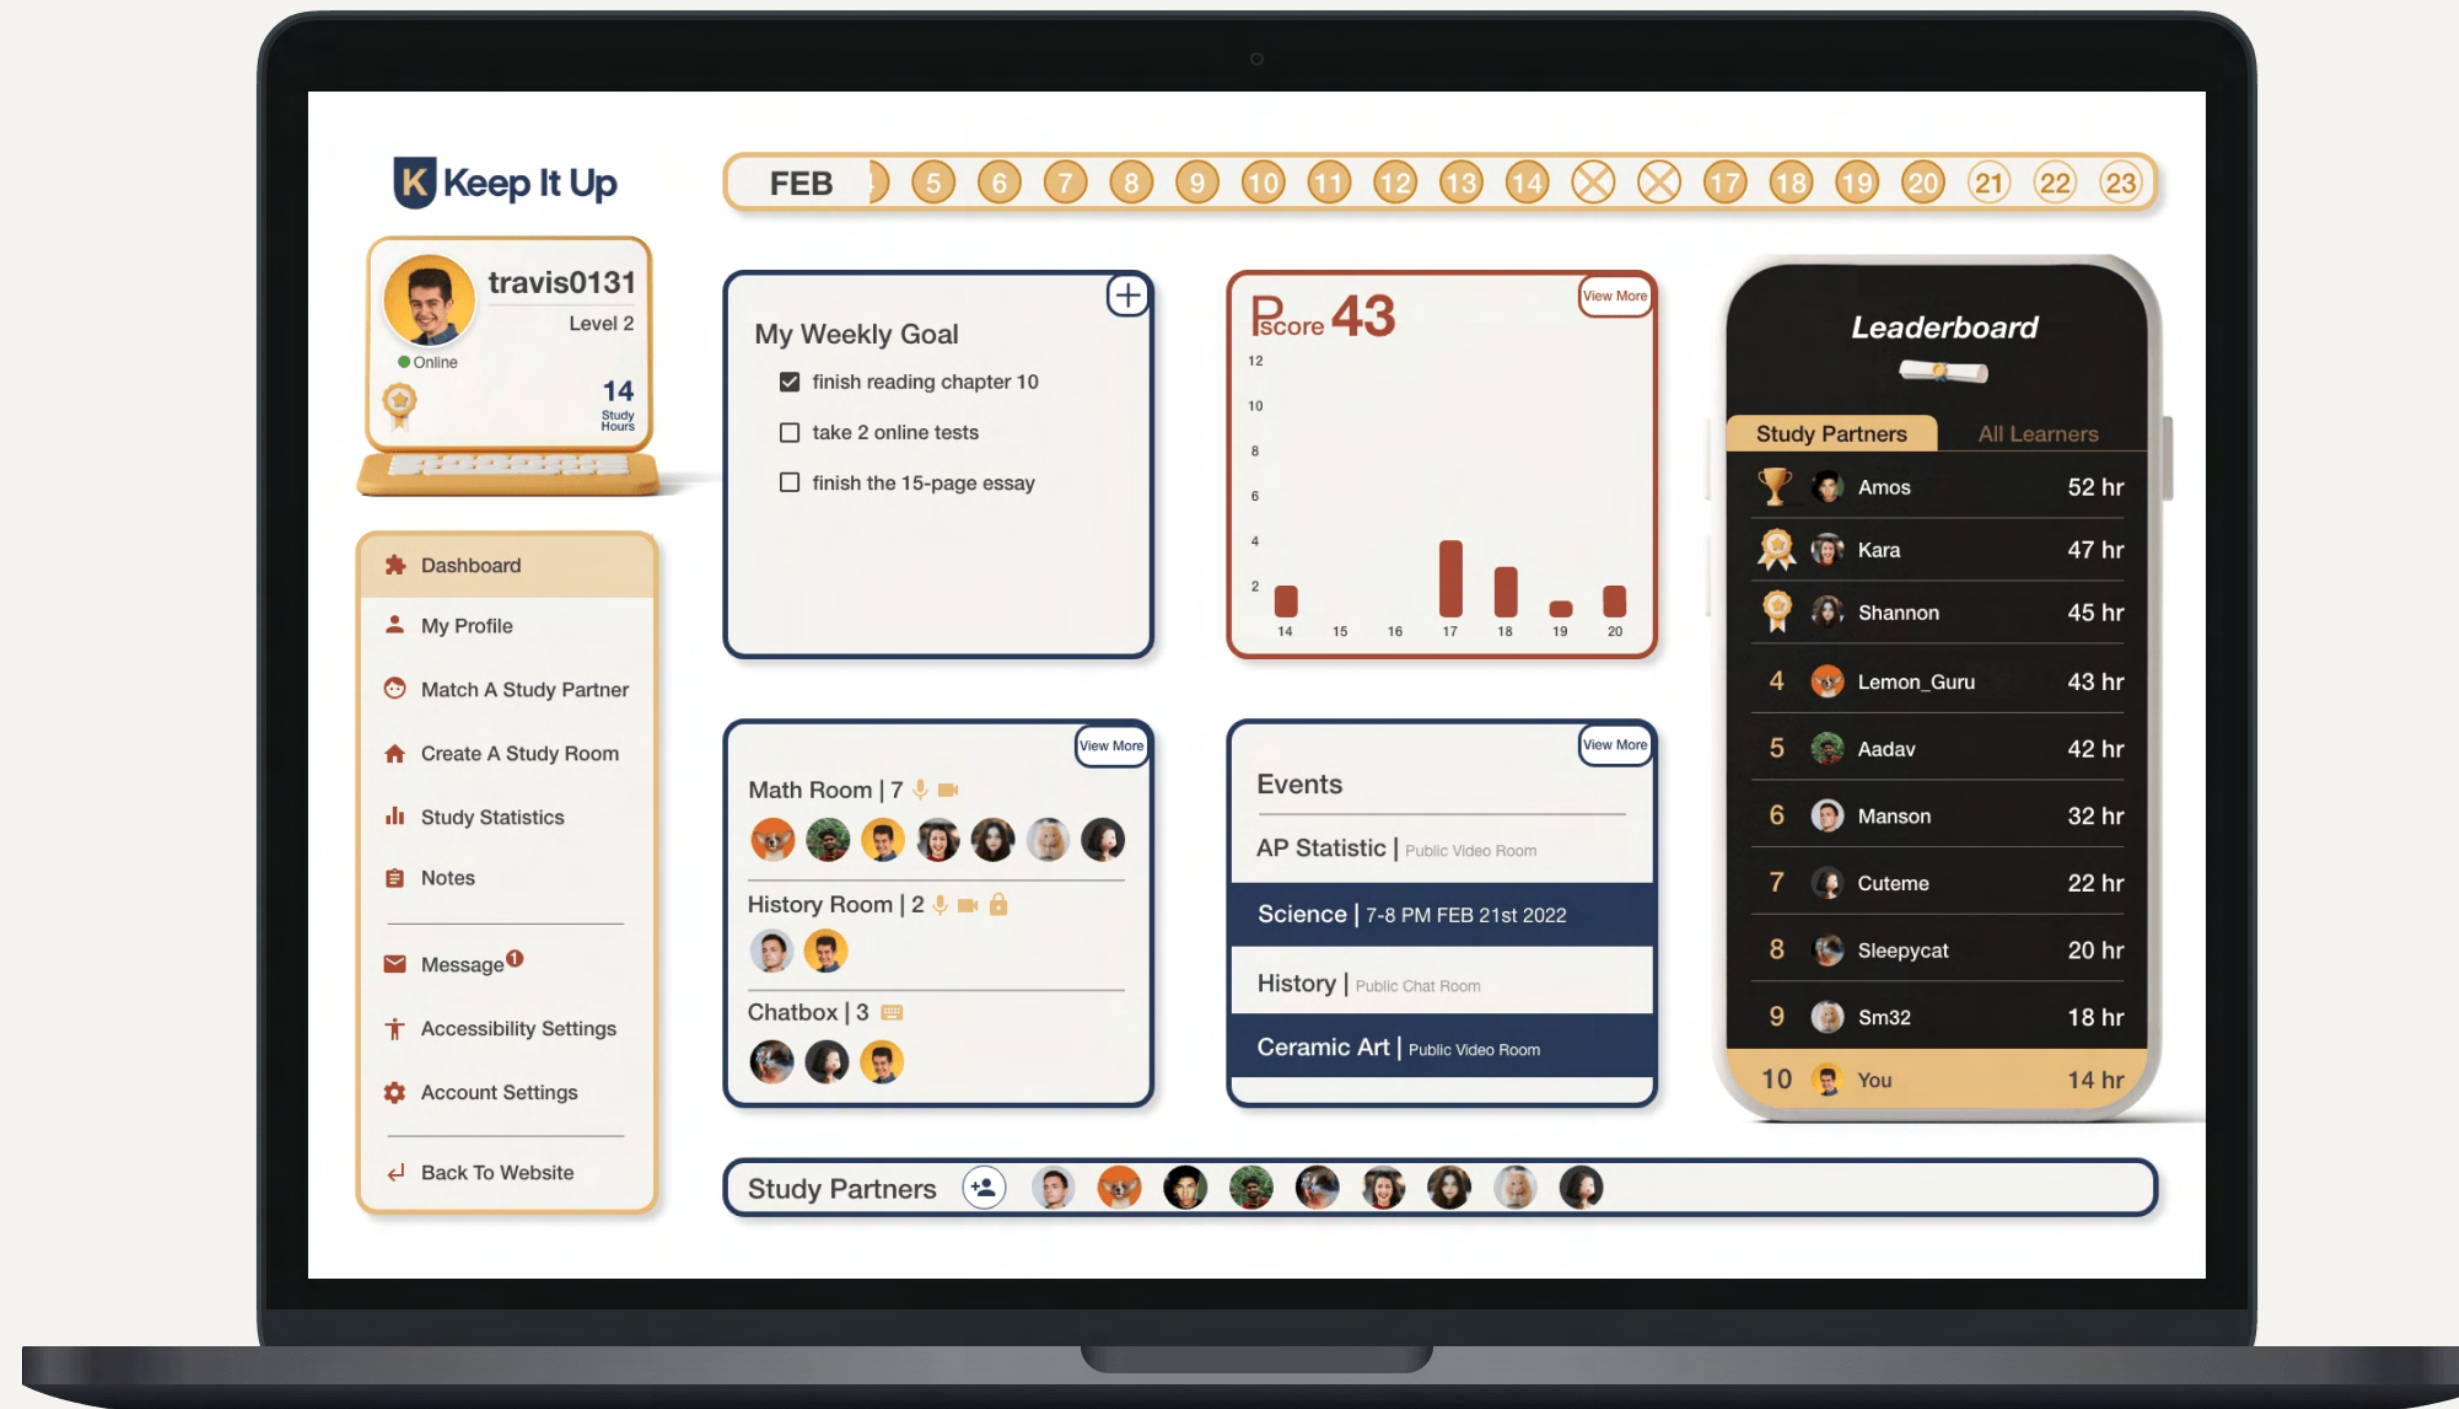 K Keep It Up
FEB 5 6 7 8 9 10 11 12 13 14 17 18 19 20 21 22 23
travis0131
Level 2
Online
14
Study
Hours
Dashboard
My Profile
Match A Study Partner
Create A Study Room
Study Statistics
Notes
Message 1
Accessibility Settings
Account Settings
Back To Website
My Weekly Goal
finish reading chapter 10
take 2 online tests
finish the 15-page essay
View More
Pscore 43
12
10
8
6
4
2
14 15 16 17 18 19 20
View More
Math Room | 7
History Room | 2
Chatbox | 3
View More
Events
AP Statistic | Public Video Room
Science | 7-8 PM FEB 21st 2022
History | Public Chat Room
Ceramic Art | Public Video Room
Leaderboard
Study Partners All Learners
Amos 52 hr
Kara 47 hr
Shannon 45 hr
4 Lemon_Guru 43 hr
5 Aadav 42 hr
6 Manson 32 hr
7 Cuteme 22 hr
8 Sleepycat 20 hr
9 Sm32 18 hr
10 You 14 hr
Study Partners